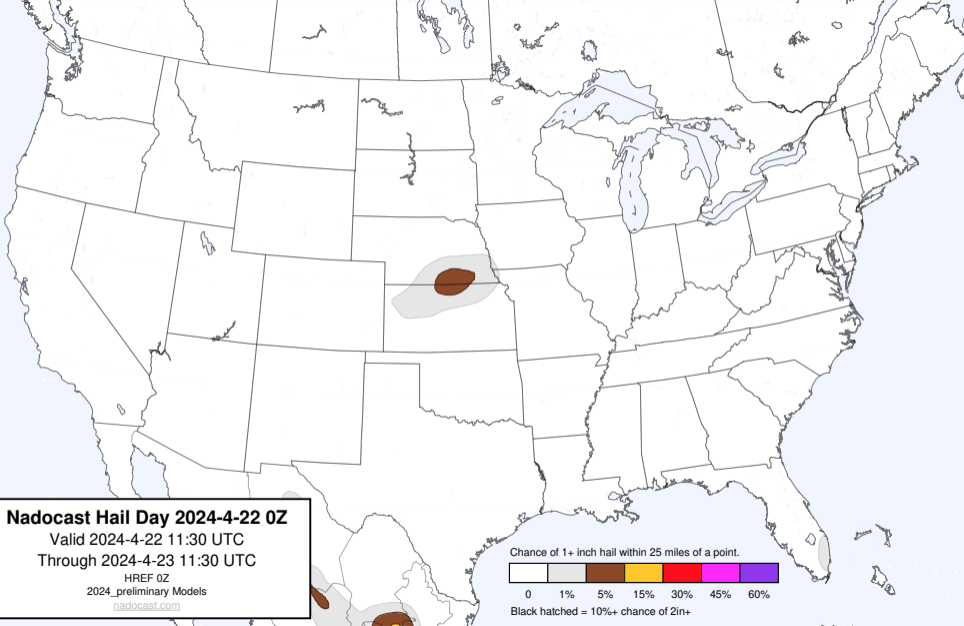 Nadocast Hail Day 2024-4-22 0Z
Valid 2024-4-22 11:30 UTC
Through 2024-4-23 11:30 UTC
HREF 0Z
2024_preliminary Models
nadocast.com
Chance of 1+ inch hail within 25 miles of a point.
0 1% 5% 15% 30% 45% 60%
Black hatched = 10%+ chance of 2in+